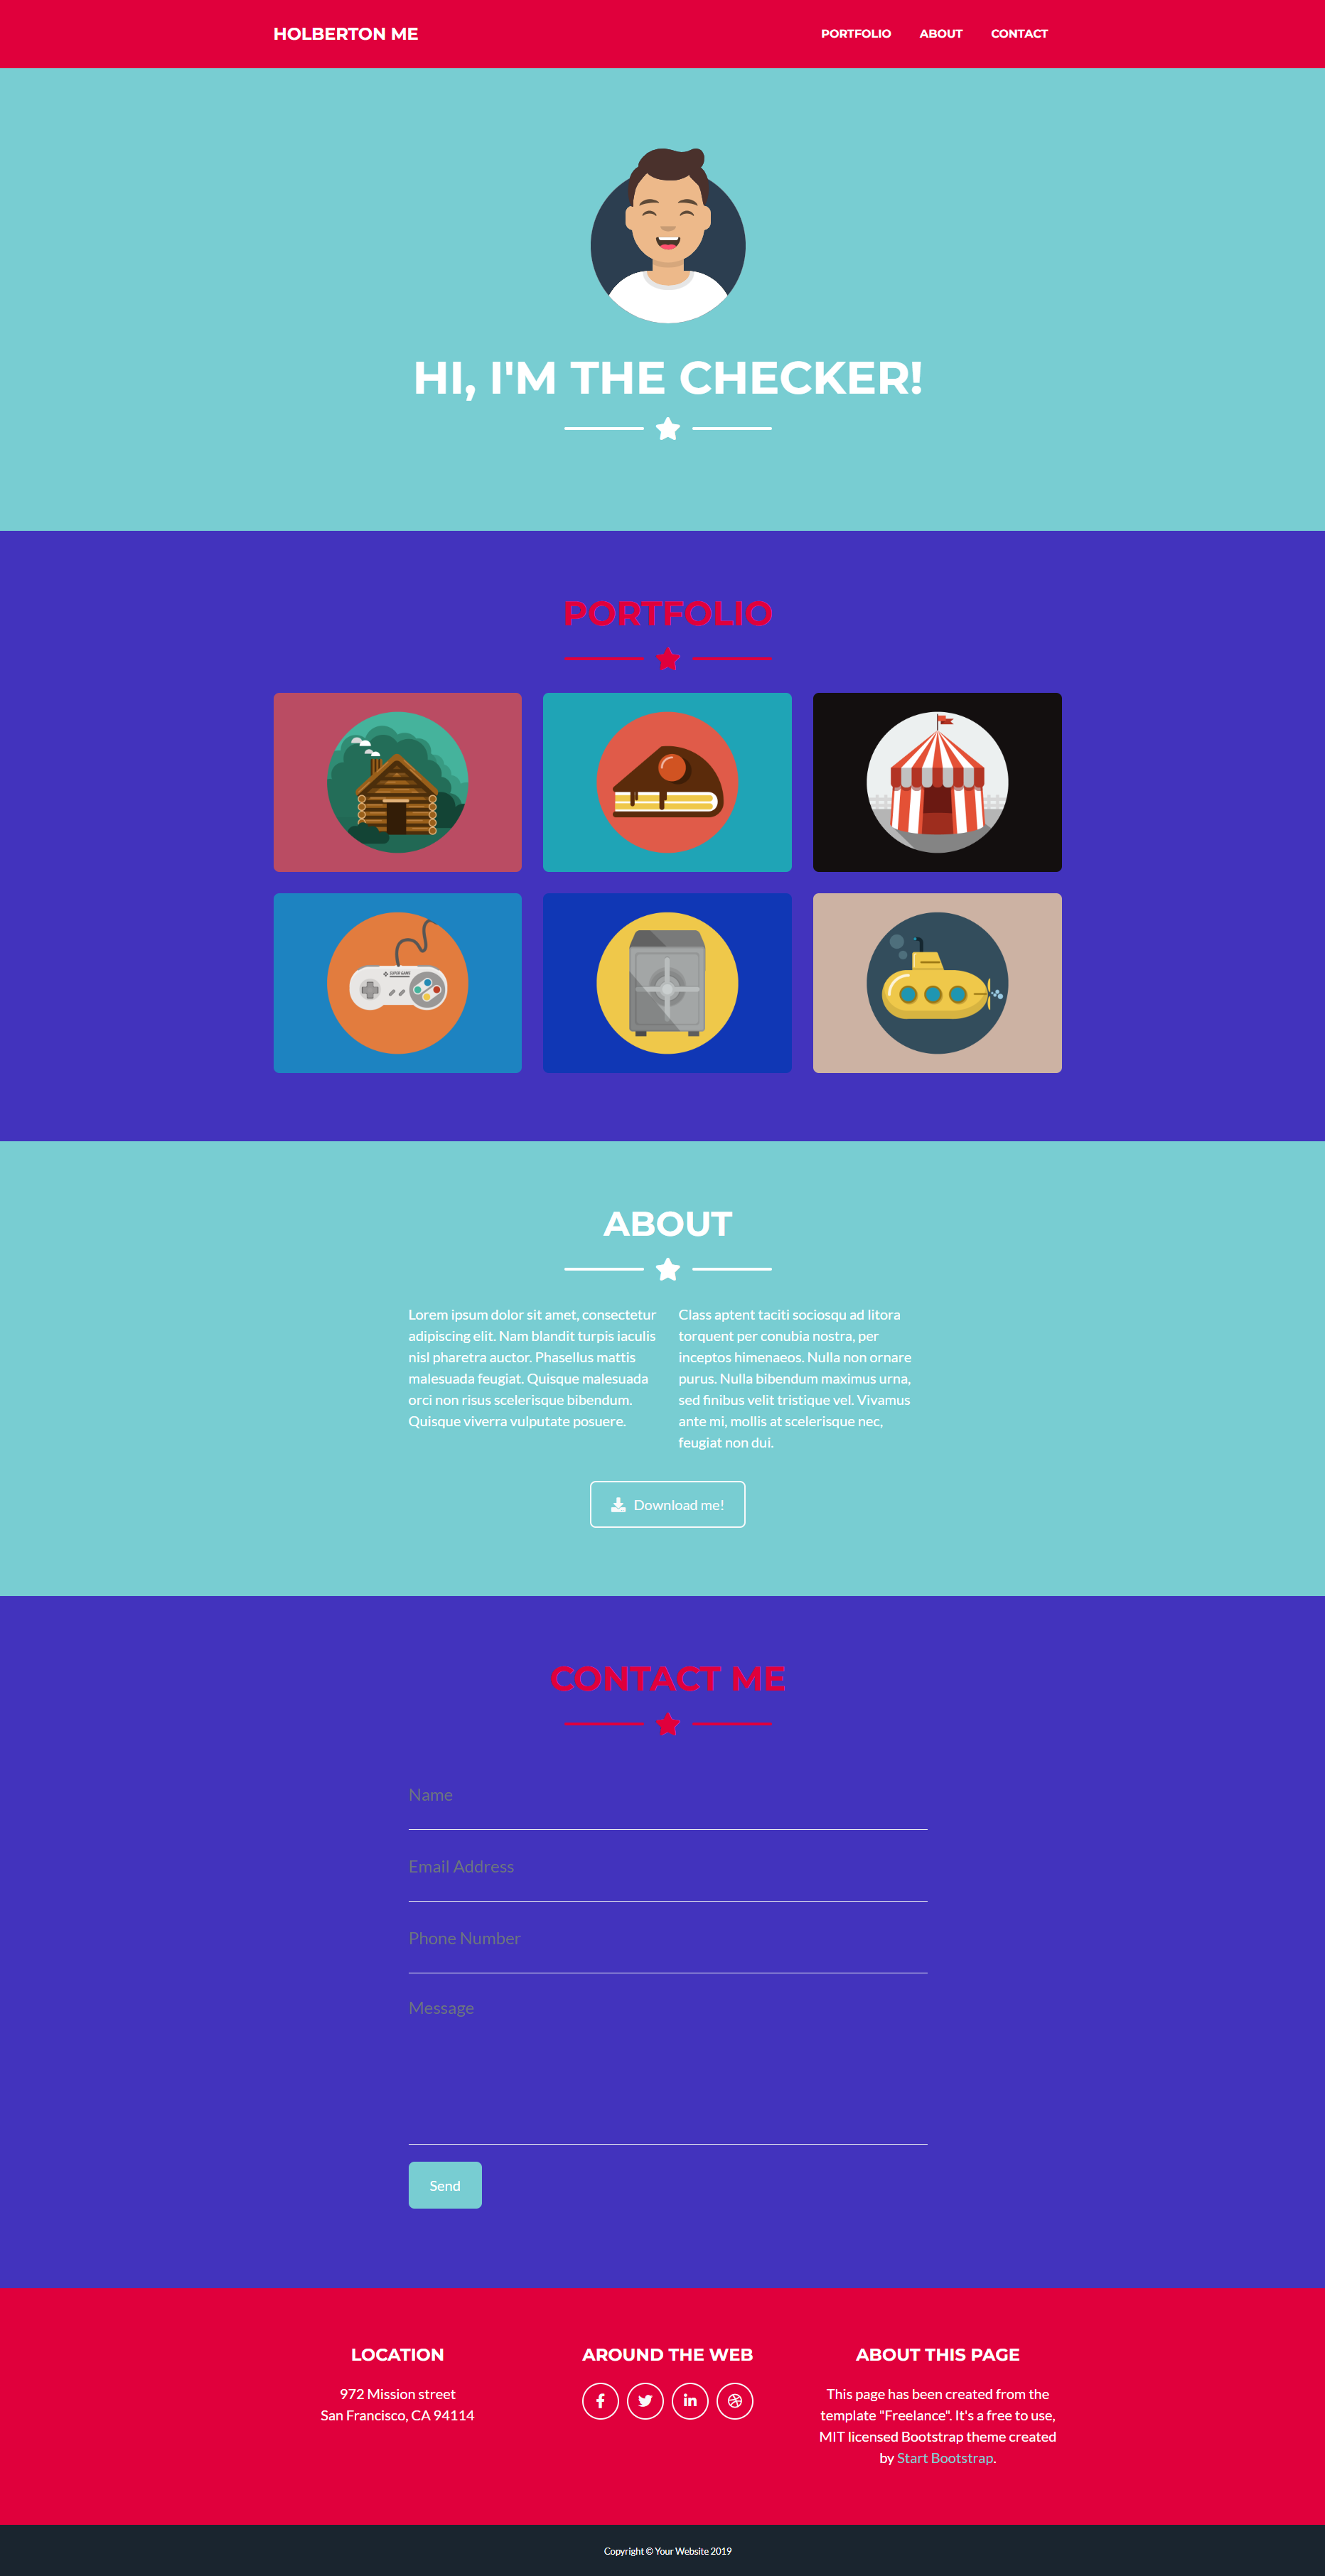 HOLBERTON ME
PORTFOLIO ABOUT CONTACT
HI, I'M THE CHECKER!
PORTFOLIO
SUPER GAME
ABOUT
Lorem ipsum dolor sit amet, consectetur
adipiscing elit. Nam blandit turpis iaculis
nisl pharetra auctor. Phasellus mattis
malesuada feugiat. Quisque malesuada
orci non risus scelerisque bibendum.
Quisque viverra vulputate posuere.
Class aptent taciti sociosqu ad litora
torquent per conubia nostra, per
inceptos himenaeos. Nulla non ornare
purus. Nulla bibendum maximus urna,
sed finibus velit tristique vel. Vivamus
ante mi, mollis at scelerisque nec,
feugiat non dui.
Download me!
CONTACT ME
Name
Email Address
Phone Number
Message
Send
LOCATION
972 Mission street
San Francisco, CA 94114
AROUND THE WEB
ABOUT THIS PAGE
This page has been created from the
template "Freelance". It's a free to use,
MIT licensed Bootstrap theme created
by Start Bootstrap.
Copyright © Your Website 2019